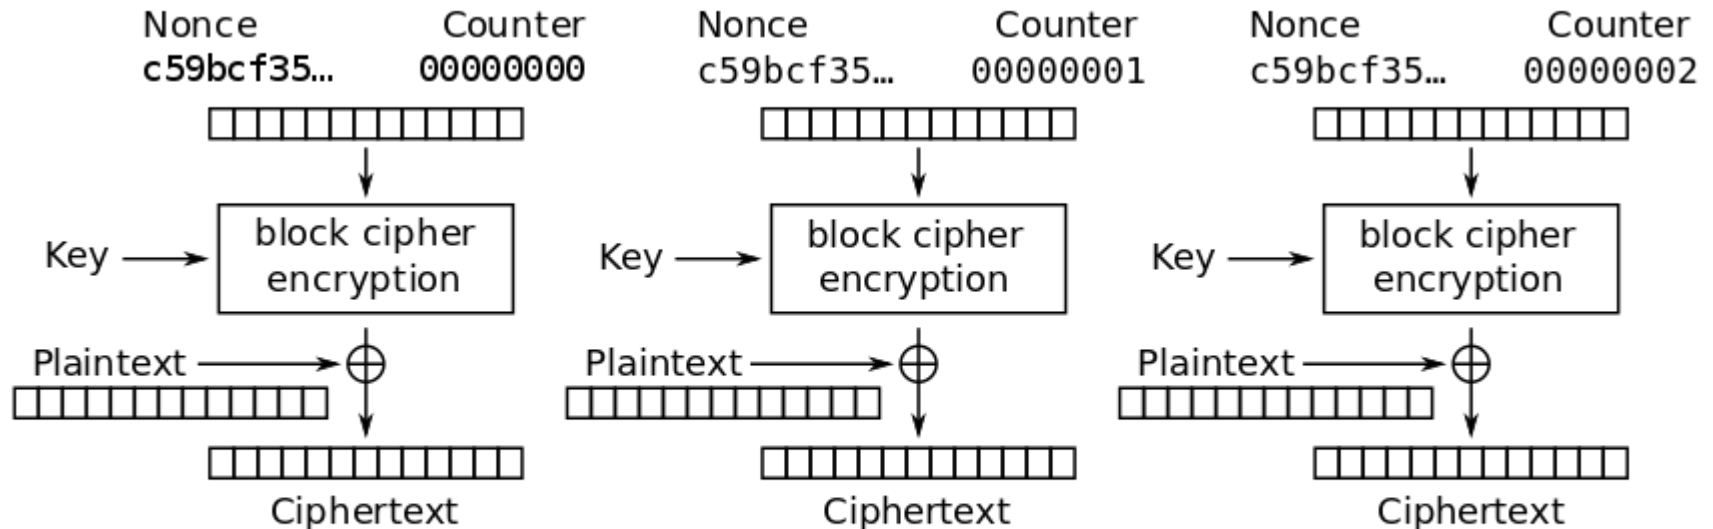 Nonce Counter Nonce Counter Nonce Counter
c59bcf35… 00000000 c59bcf35… 00000001 c59bcf35… 00000002
block cipher block cipher block cipher
Key Key Key
encryption encryption encryption
Plaintext Plaintext Plaintext
Ciphertext Ciphertext Ciphertext